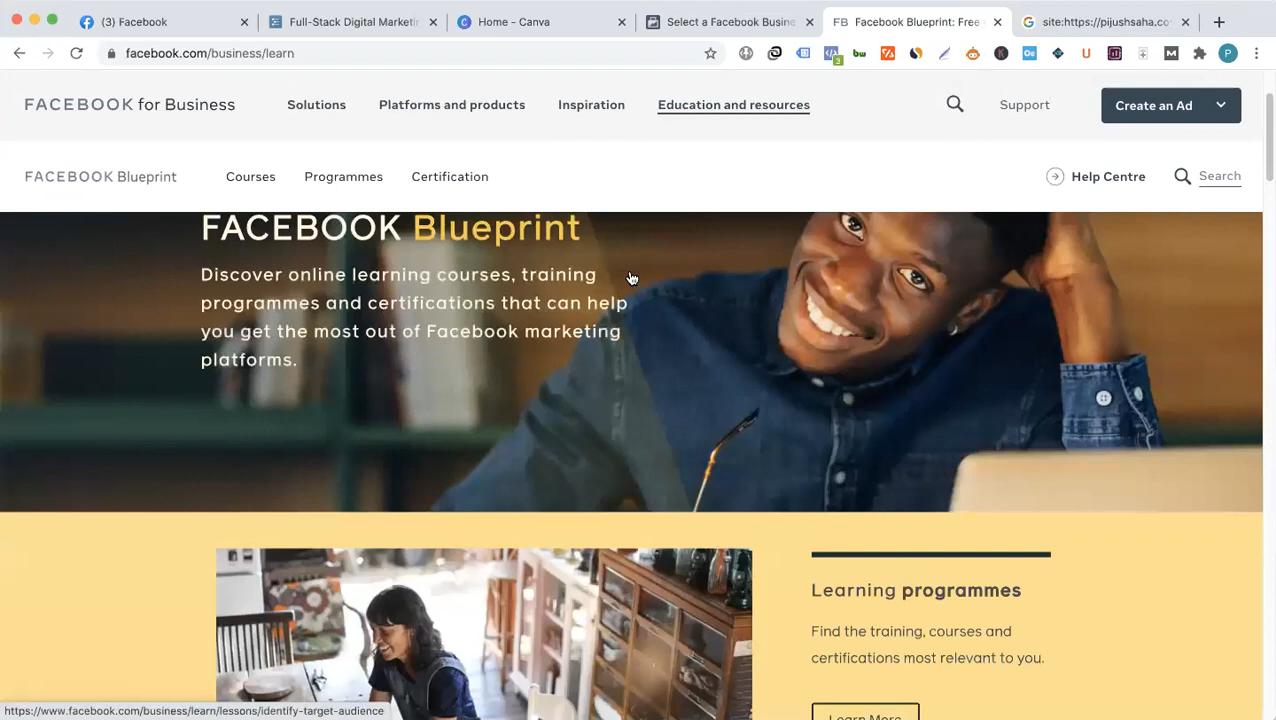 (3) Facebook
Full-Stack Digital Marketi
Home - Canva
Select a Facebook Busine
FB Facebook Blueprint: Free
site:https://pijushsaha.co
facebook.com/business/learn
FACEBOOK for Business
Solutions
Platforms and products
Inspiration
Education and resources
Support
Create an Ad
FACEBOOK Blueprint
Courses
Programmes
Certification
Help Centre
Search
FACEBOOK Blueprint
Discover online learning courses, training
programmes and certifications that can help
you get the most out of Facebook marketing
platforms.
Learning programmes
Find the training, courses and
certifications most relevant to you.
Learn More
https://www.facebook.com/business/learn/lessons/identify-target-audience